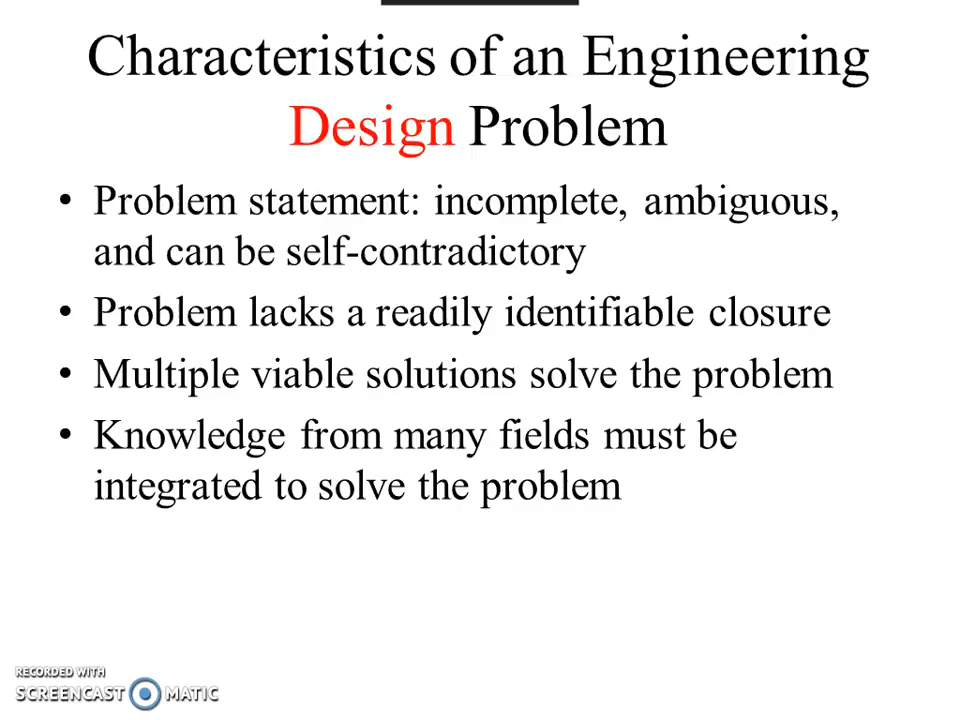 Characteristics of an Engineering
Design Problem
• Problem statement: incomplete, ambiguous,
and can be self-contradictory
• Problem lacks a readily identifiable closure
• Multiple viable solutions solve the problem
• Knowledge from many fields must be
integrated to solve the problem
RECORDED WITH
SCREENCAST MATIC